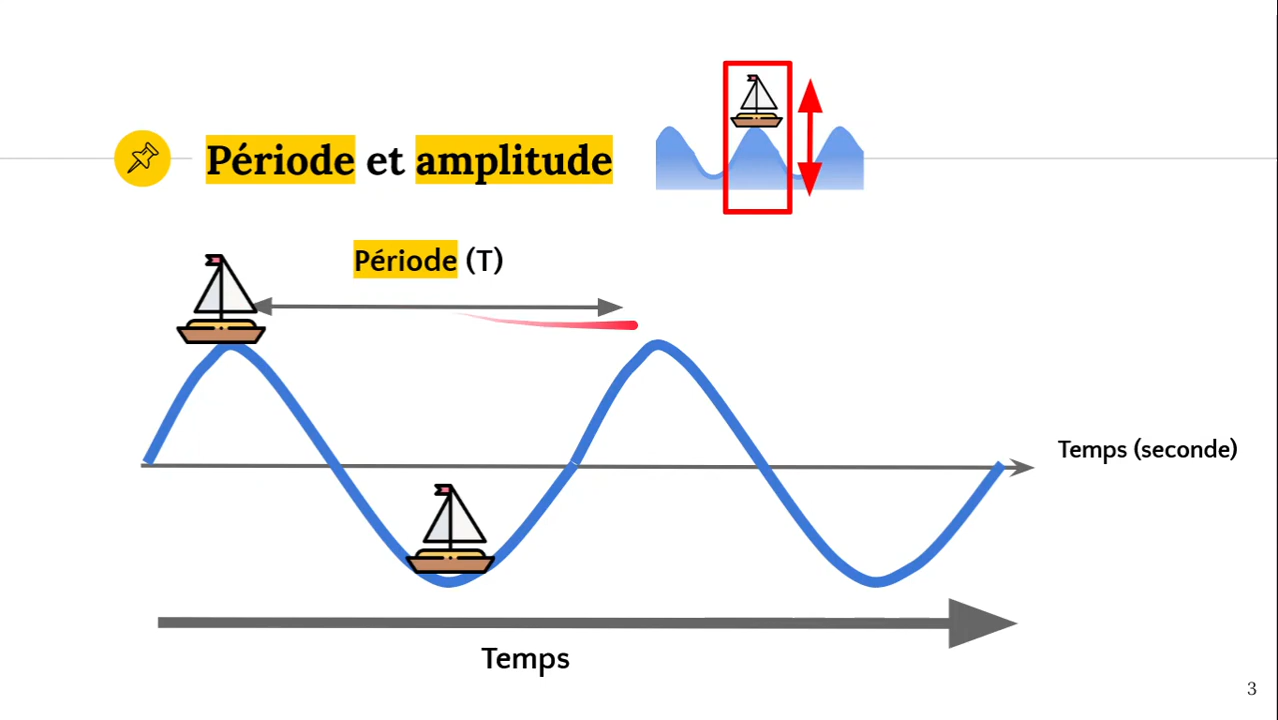 Période et amplitude
Période (T)
Temps (seconde)
Temps
3